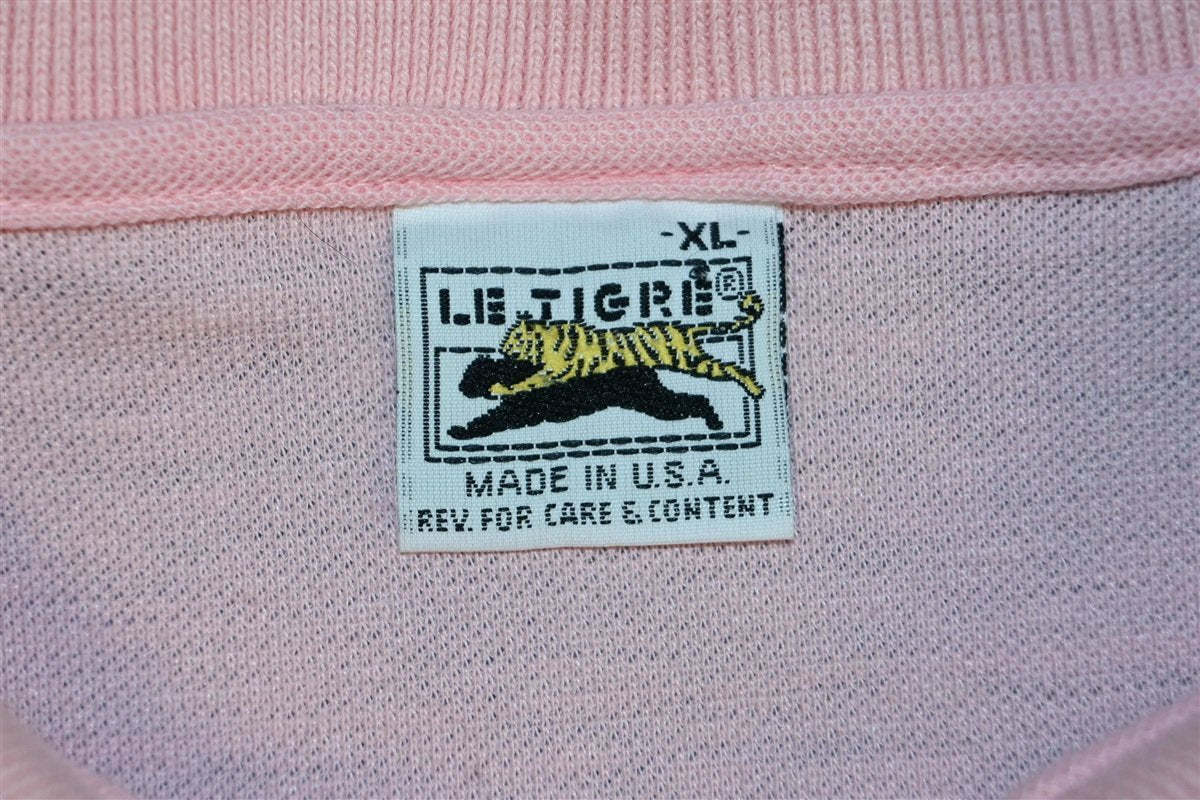 -XL-
LE TIGRE®
MADE IN U.S.A.
REV. FOR CARE & CONTENT